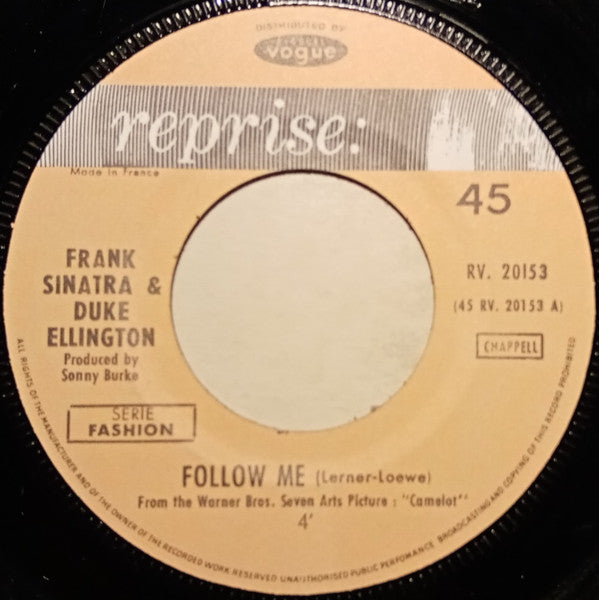 DISTRIBUTED BY
Vogue
reprise:
Made in France
45
FRANK
SINATRA &
DUKE
ELLINGTON
Produced by
Sonny Burke
RV. 20153
(45 RV. 20153 A)
CHAPPELL
SERIE
FASHION
FOLLOW ME (Lerner-Loewe)
From the Warner Bros. Seven Arts Picture : "Camelot"
4'
ALL RIGHTS OF THE MANUFACTURER AND OF THE OWNER OF THE RECORDED WORK RESERVED UNAUTHORISED PUBLIC PERFOMANCE BROADCASTING AND COPYING OF THIS RECORD PROHIBITED